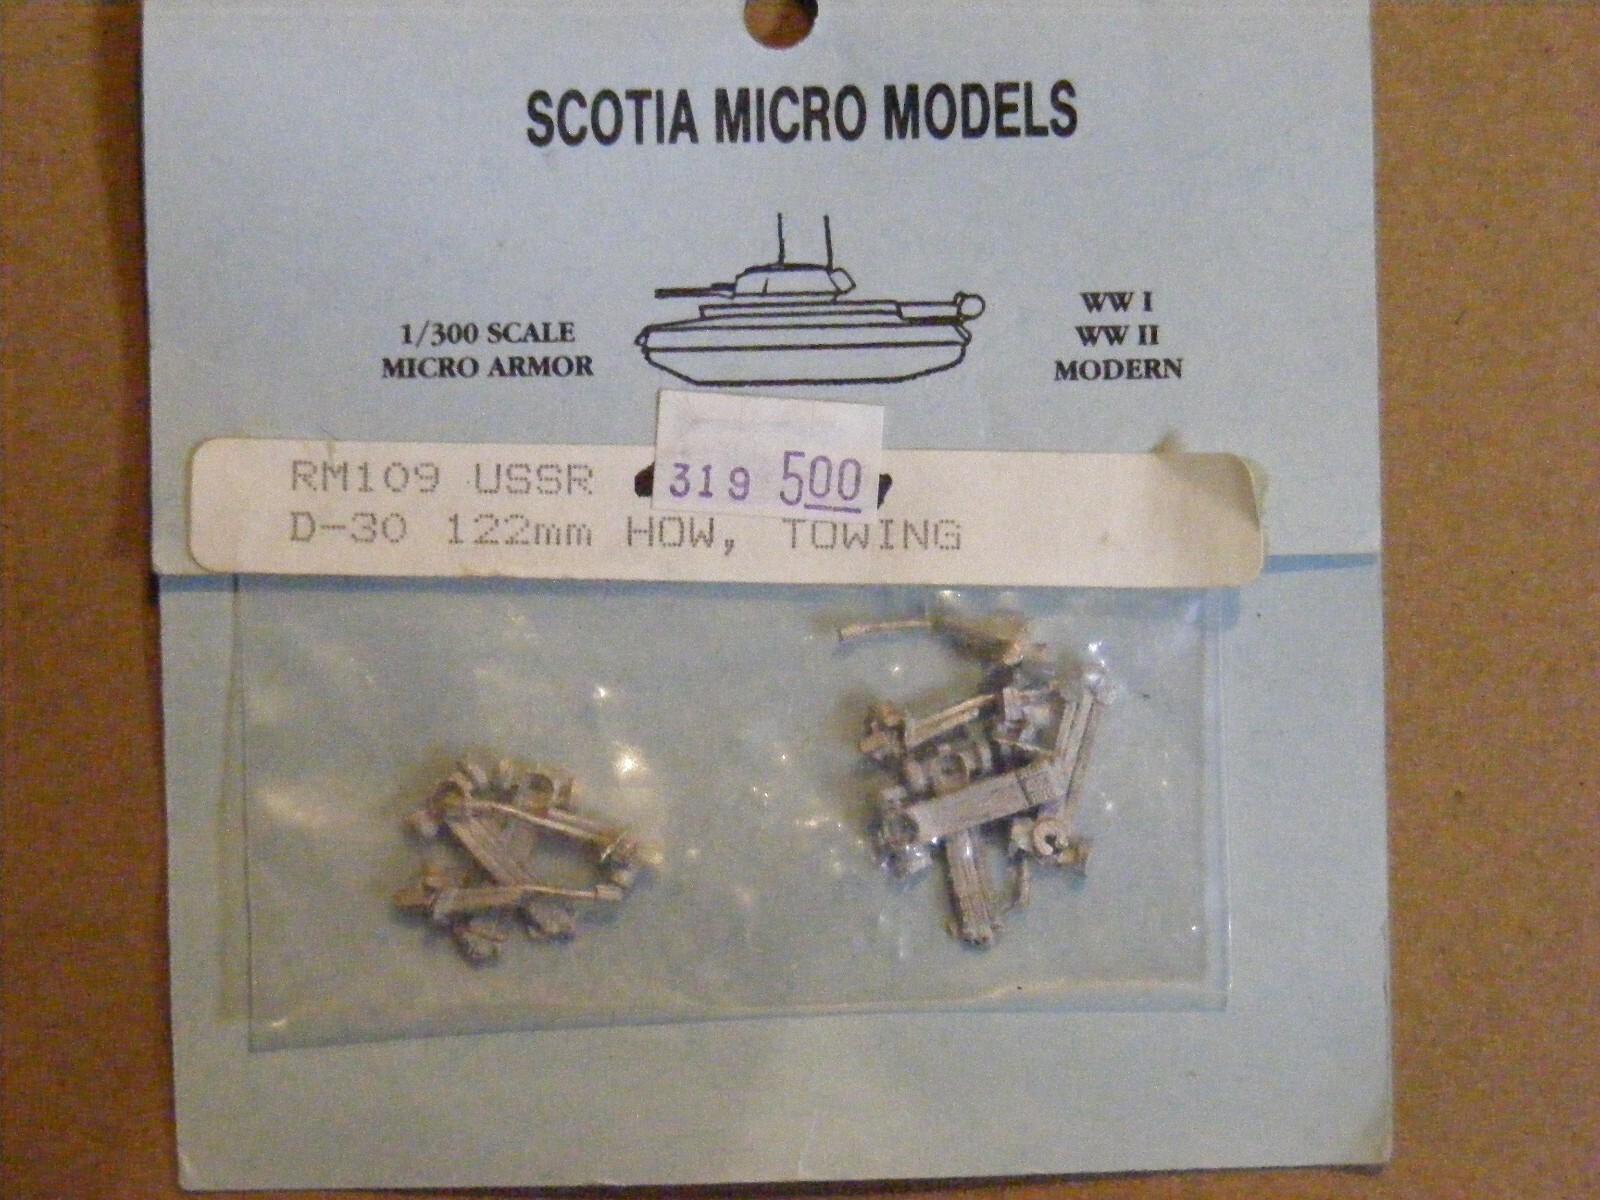 SCOTIA MICRO MODELS
1/300 SCALE
MICRO ARMOR
WW I
WW II
MODERN
RM109 USSR
319 500
D-30 122mm HOW, TOWING